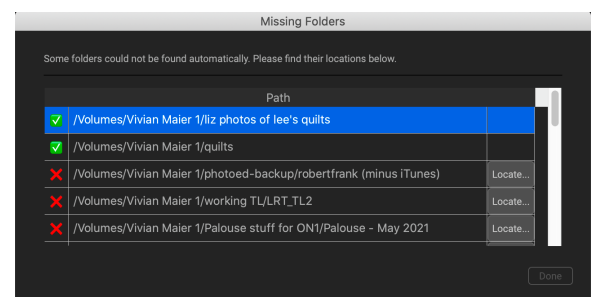 Missing Folders
Some folders could not be found automatically. Please find their locations below.
Path
/Volumes/Vivian Maier 1/liz photos of lee's quilts
/Volumes/Vivian Maier 1/quilts
/Volumes/Vivian Maier 1/photoed-backup/robertfrank (minus iTunes) Locate...
/Volumes/Vivian Maier 1/working TL/LRT_TL2 Locate...
/Volumes/Vivian Maier 1/Palouse stuff for ON1/Palouse - May 2021 Locate...
Done